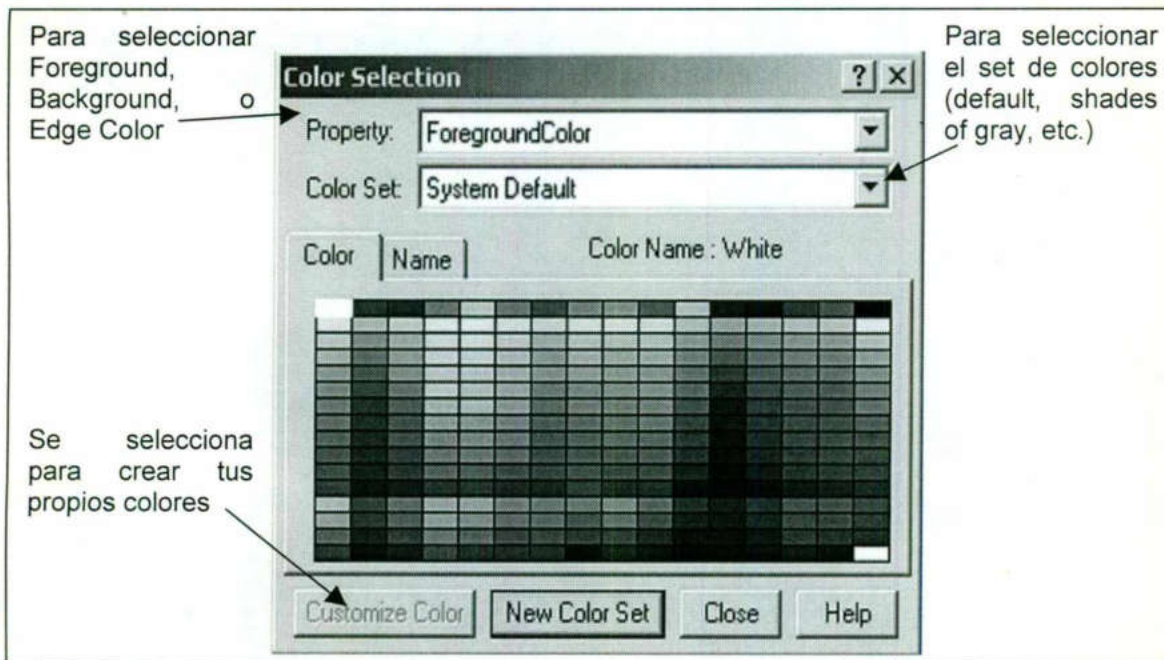 Para seleccionar
Foreground,
Background, o
Edge Color
Para seleccionar
el set de colores
(default, shades
of gray, etc.)
Se selecciona
para crear tus
propios colores
Color Selection
Property: ForegroundColor
Color Set: System Default
Color Name Color Name : White
Customize Color New Color Set Close Help